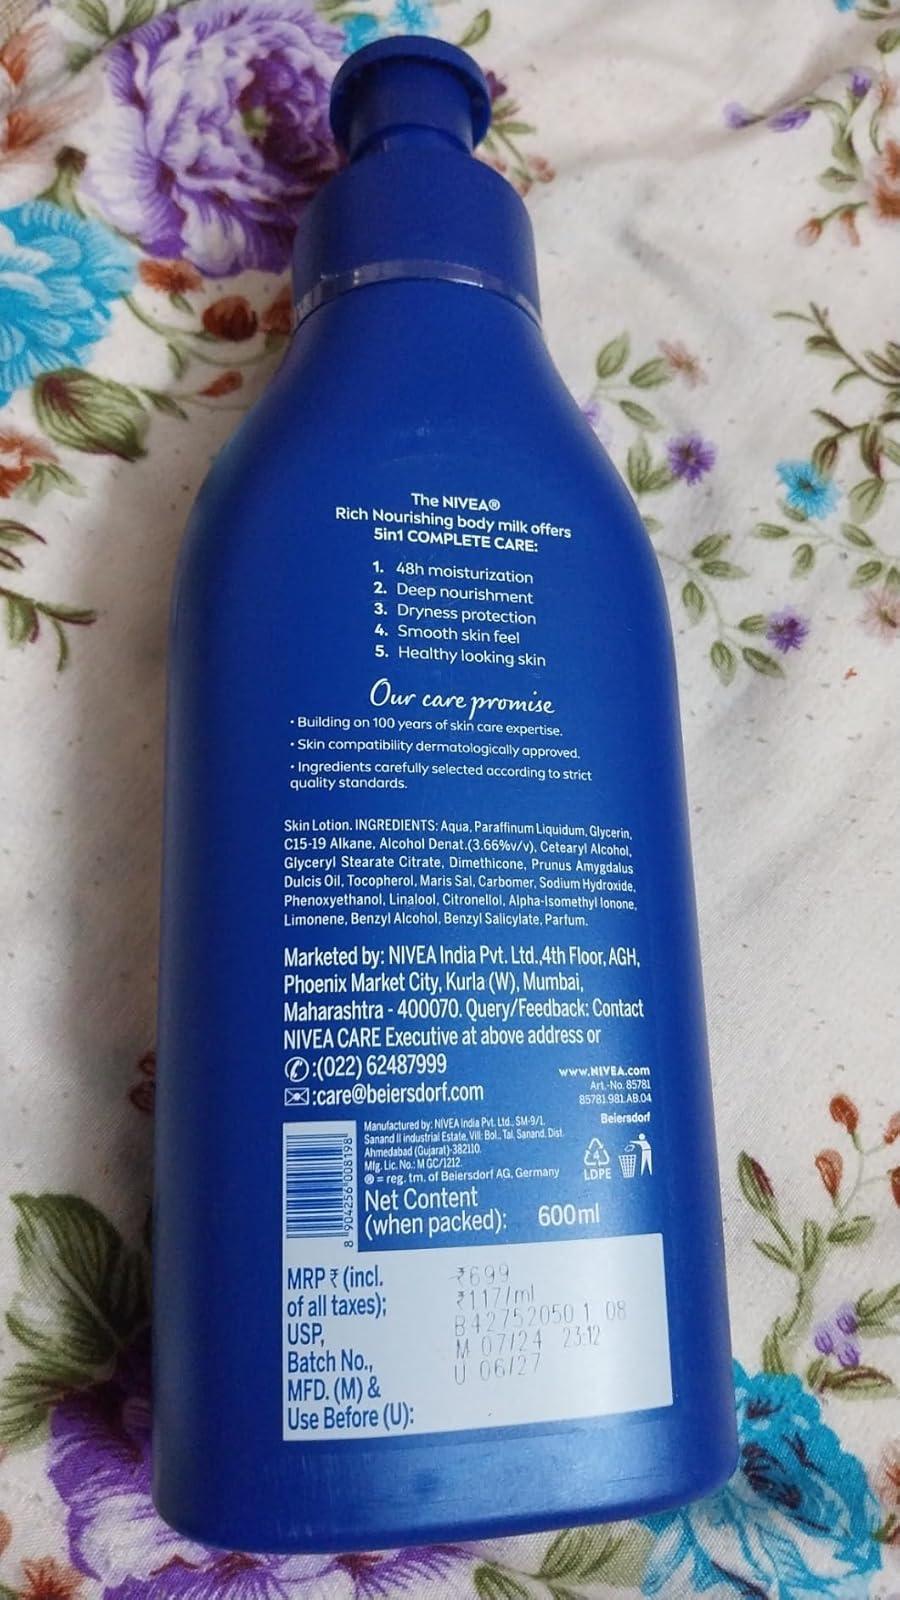 The NIVEA®
Rich Nourishing body milk offers
5in1 COMPLETE CARE:
1. 48h moisturization
2. Deep nourishment
3. Dryness protection
4. Smooth skin feel
5. Healthy looking skin
Our care promise
• Building on 100 years of skin care expertise.
• Skin compatibility dermatologically approved.
• Ingredients carefully selected according to strict
quality standards.
Skin Lotion. INGREDIENTS: Aqua, Paraffinum Liquidum, Glycerin,
C15-19 Alkane, Alcohol Denat.(3.66%v/v), Cetearyl Alcohol,
Glyceryl Stearate Citrate, Dimethicone, Prunus Amygdalus
Dulcis Oil, Tocopherol, Maris Sal, Carbomer, Sodium Hydroxide,
Phenoxyethanol, Linalool, Citronellol, Alpha-Isomethyl Ionone,
Limonene, Benzyl Alcohol, Benzyl Salicylate, Parfum.
Marketed by: NIVEA India Pvt. Ltd.,4th Floor, AGH,
Phoenix Market City, Kurla (W), Mumbai,
Maharashtra - 400070. Query/Feedback: Contact
NIVEA CARE Executive at above address or
:(022) 62487999
:care@beiersdorf.com
www.NIVEA.com
Art.-No. 85781
85781.981.AB.04
Beiersdorf
Manufactured by: NIVEA India Pvt. Ltd., SM-9/1,
Sanand II industrial Estate, Vill: Bol., Tal. Sanand, Dist.
Ahmedabad (Gujarat)-382110.
Mfg. Lic. No.: M GC/1212.
® = reg. tm. of Beiersdorf AG, Germany
4
LDPE
8 904256 008198
Net Content
(when packed): 600ml
MRP ₹ (incl.
of all taxes);
USP,
Batch No.,
MFD. (M) &
Use Before (U):
₹699
₹1.17/ml
B42752050 1 08
M 07/24 23:12
U 06/27